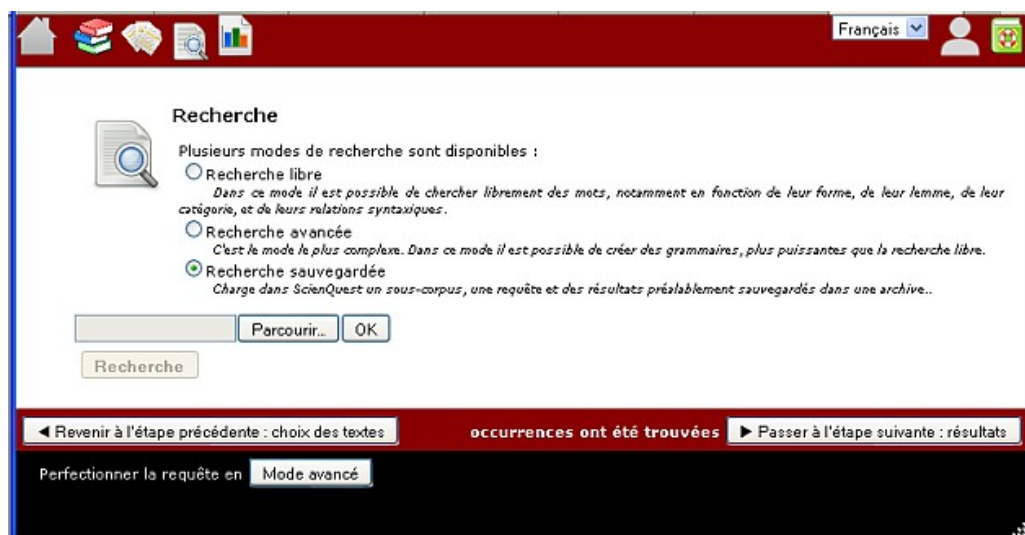 Français
Recherche
Plusieurs modes de recherche sont disponibles :
Recherche libre
Dans ce mode il est possible de chercher librement des mots, notamment en fonction de leur forme, de leur lemme, de leur
catégorie, et de leurs relations syntaxiques.
Recherche avancée
C'est le mode le plus complexe. Dans ce mode il est possible de créer des grammaires, plus puissantes que la recherche libre.
Recherche sauvegardée
Charge dans ScienQuest un sous-corpus, une requête et des résultats préalablement sauvegardés dans une archive..
Parcourir... OK
Recherche
◄ Revenir à l'étape précédente : choix des textes occurrences ont été trouvées ► Passer à l'étape suivante : résultats
Perfectionner la requête en Mode avancé